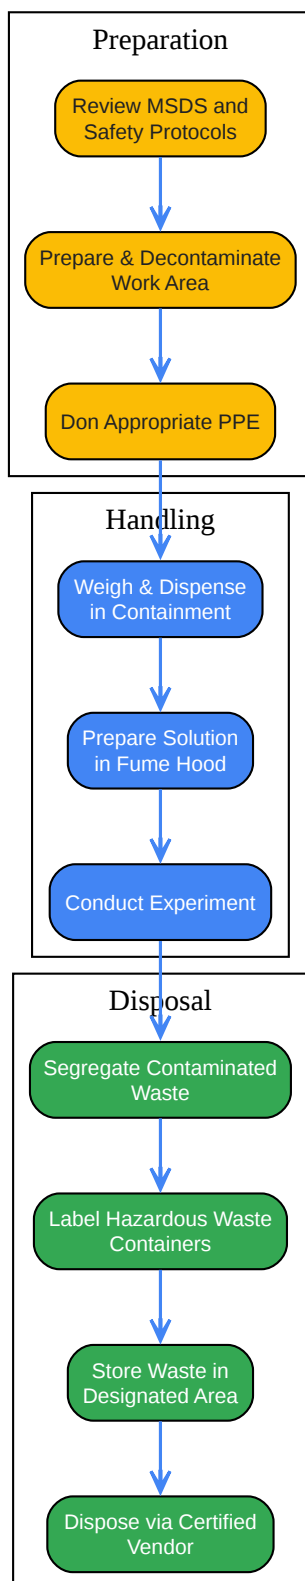 Preparation
Review MSDS and
Safety Protocols
Prepare & Decontaminate
Work Area
Don Appropriate PPE
Handling
Weigh & Dispense
in Containment
Prepare Solution
in Fume Hood
Conduct Experiment
Disposal
Segregate Contaminated
Waste
Label Hazardous Waste
Containers
Store Waste in
Designated Area
Dispose via Certified
Vendor